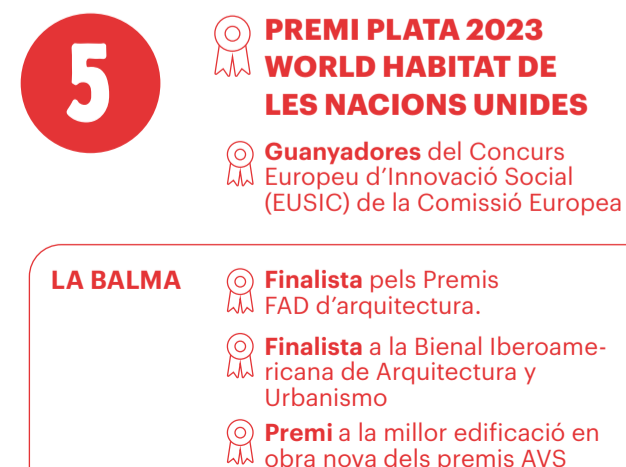 5
PREMI PLATA 2023
WORLD HABITAT DE
LES NACIONS UNIDES
Guanyadores del Concurs
Europeu d'Innovació Social
(EUSIC) de la Comissió Europea
LA BALMA
Finalista pels Premis
FAD d'arquitectura.
Finalista a la Bienal Iberoame-
ricana de Arquitectura y
Urbanismo
Premi a la millor edificació en
obra nova dels premis AVS